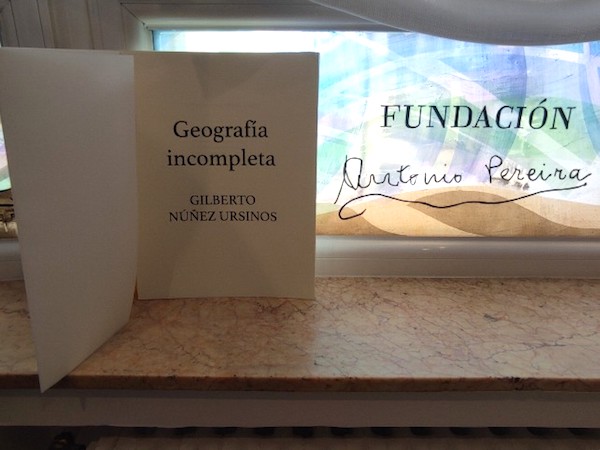 Geografía
incompleta
GILBERTO
NÚÑEZ URSINOS
FUNDACIÓN
Antonio Pereira